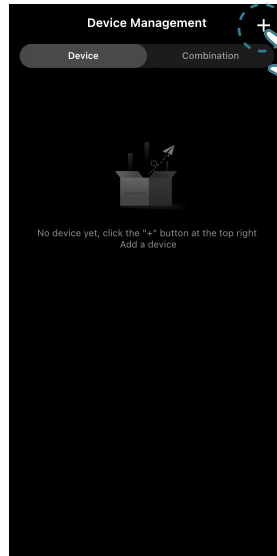 Device Management
+
Device
Combination
No device yet, click the "+" button at the top right
Add a device